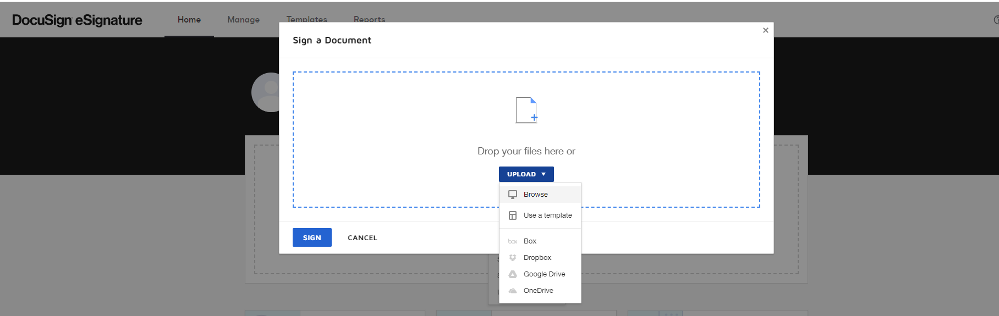 DocuSign eSignature Home Manage Templates Reports
Sign a Document
Drop your files here or
UPLOAD
Browse
Use a template
SIGN CANCEL
box Box
Dropbox
Google Drive
OneDrive